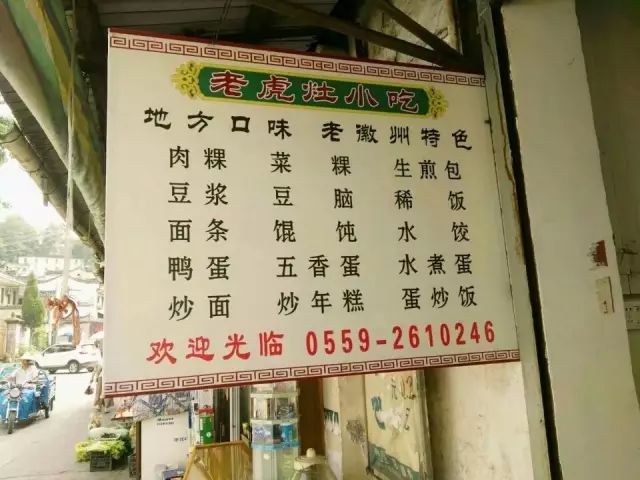 老虎灶小吃
地方口味 老徽州特色
肉粿 菜粿 生煎包
豆浆 豆脑 稀饭
面条 馄饨 水饺
鸭蛋 五香蛋 水煮蛋
炒面 炒年糕 蛋炒饭
欢迎光临 0559-2610246